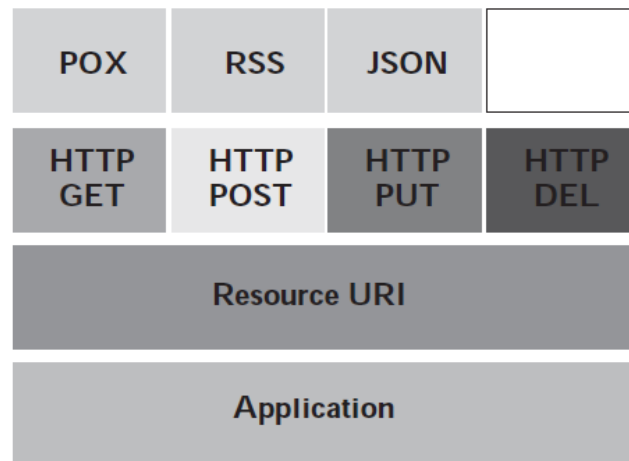 POX RSS JSON
HTTP HTTP HTTP HTTP
GET POST PUT DEL
Resource URI
Application